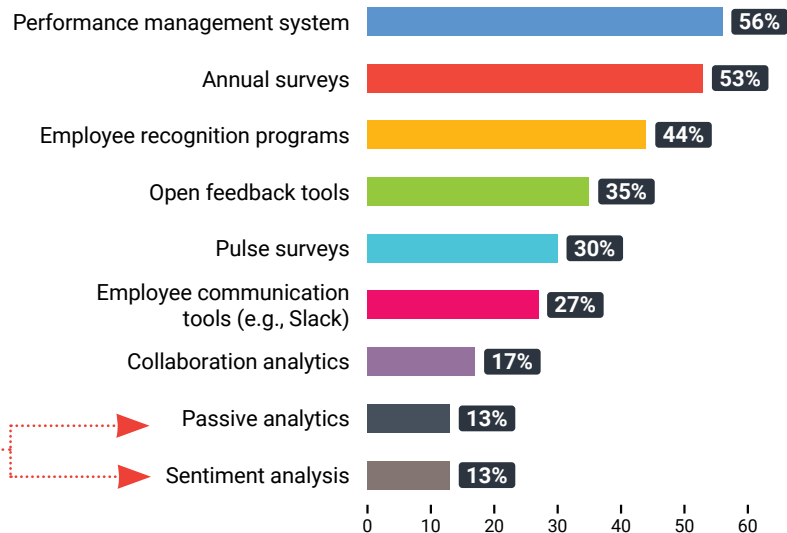 Performance management system 56%
Annual surveys 53%
Employee recognition programs 44%
Open feedback tools 35%
Pulse surveys 30%
Employee communication
tools (e.g., Slack) 27%
Collaboration analytics 17%
Passive analytics 13%
Sentiment analysis 13%
0 10 20 30 40 50 60